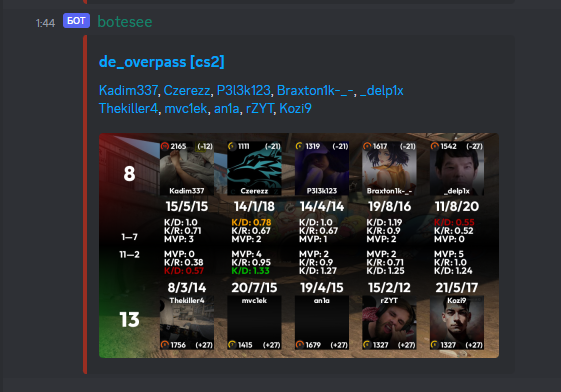 1:44 БОТ botesee
de_overpass [cs2]
Kadim337, Czerezz, P3l3k123, Braxton1k-_-, _delp1x
Thekiller4, mvc1ek, an1a, rZYT, Kozi9
2165 (-12) 1111 (-21) 1319 (-21) 1617 (-21) 1542 (-27)
8
Kadim337 Czerezz P3l3k123 Braxton1k-_- _delp1x
15/5/15 14/1/18 14/4/14 19/8/16 11/8/20
K/D: 1.0 K/D: 0.78 K/D: 1.0 K/D: 1.19 K/D: 0.55
K/R: 0.71 K/R: 0.67 K/R: 0.67 K/R: 0.9 K/R: 0.52
1—7 MVP: 3 MVP: 2 MVP: 1 MVP: 2 MVP: 0
11—2 MVP: 0 MVP: 4 MVP: 2 MVP: 2 MVP: 5
K/R: 0.38 K/R: 0.95 K/R: 0.9 K/R: 0.71 K/R: 1.0
K/D: 0.57 K/D: 1.33 K/D: 1.27 K/D: 1.25 K/D: 1.24
8/3/14 20/7/15 19/4/15 15/2/12 21/5/17
Thekiller4 mvc1ek an1a rZYT Kozi9
13
1756 (+27) 1415 (+27) 1679 (+27) 1327 (+27) 1327 (+27)